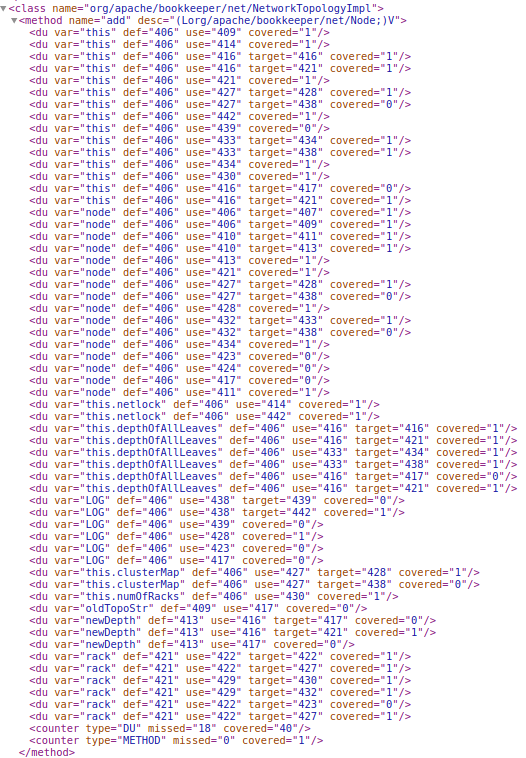 ▼<class name="org/apache/bookkeeper/net/NetworkTopologyImpl">
▼<method name="add" desc="(Lorg/apache/bookkeeper/net/Node;)V">
<du var="this" def="406" use="409" covered="1"/>
<du var="this" def="406" use="414" covered="1"/>
<du var="this" def="406" use="416" target="416" covered="1"/>
<du var="this" def="406" use="416" target="421" covered="1"/>
<du var="this" def="406" use="421" covered="1"/>
<du var="this" def="406" use="427" target="428" covered="1"/>
<du var="this" def="406" use="427" target="438" covered="0"/>
<du var="this" def="406" use="442" covered="1"/>
<du var="this" def="406" use="439" covered="0"/>
<du var="this" def="406" use="433" target="434" covered="1"/>
<du var="this" def="406" use="433" target="438" covered="1"/>
<du var="this" def="406" use="434" covered="1"/>
<du var="this" def="406" use="430" covered="1"/>
<du var="this" def="406" use="416" target="417" covered="0"/>
<du var="this" def="406" use="416" target="421" covered="1"/>
<du var="node" def="406" use="406" target="407" covered="1"/>
<du var="node" def="406" use="406" target="409" covered="1"/>
<du var="node" def="406" use="410" target="411" covered="1"/>
<du var="node" def="406" use="410" target="413" covered="1"/>
<du var="node" def="406" use="413" covered="1"/>
<du var="node" def="406" use="421" covered="1"/>
<du var="node" def="406" use="427" target="428" covered="1"/>
<du var="node" def="406" use="427" target="438" covered="0"/>
<du var="node" def="406" use="428" covered="1"/>
<du var="node" def="406" use="432" target="433" covered="1"/>
<du var="node" def="406" use="432" target="438" covered="0"/>
<du var="node" def="406" use="434" covered="1"/>
<du var="node" def="406" use="423" covered="0"/>
<du var="node" def="406" use="424" covered="0"/>
<du var="node" def="406" use="417" covered="0"/>
<du var="node" def="406" use="411" covered="1"/>
<du var="this.netlock" def="406" use="414" covered="1"/>
<du var="this.netlock" def="406" use="442" covered="1"/>
<du var="this.depthOfAllLeaves" def="406" use="416" target="416" covered="1"/>
<du var="this.depthOfAllLeaves" def="406" use="416" target="421" covered="1"/>
<du var="this.depthOfAllLeaves" def="406" use="433" target="434" covered="1"/>
<du var="this.depthOfAllLeaves" def="406" use="433" target="438" covered="1"/>
<du var="this.depthOfAllLeaves" def="406" use="416" target="417" covered="0"/>
<du var="this.depthOfAllLeaves" def="406" use="416" target="421" covered="1"/>
<du var="LOG" def="406" use="438" target="439" covered="0"/>
<du var="LOG" def="406" use="438" target="442" covered="1"/>
<du var="LOG" def="406" use="439" covered="0"/>
<du var="LOG" def="406" use="428" covered="1"/>
<du var="LOG" def="406" use="423" covered="0"/>
<du var="LOG" def="406" use="417" covered="0"/>
<du var="this.clusterMap" def="406" use="427" target="428" covered="1"/>
<du var="this.clusterMap" def="406" use="427" target="438" covered="0"/>
<du var="this.numOfRacks" def="406" use="430" covered="1"/>
<du var="oldTopoStr" def="409" use="417" covered="0"/>
<du var="newDepth" def="413" use="416" target="417" covered="0"/>
<du var="newDepth" def="413" use="416" target="421" covered="1"/>
<du var="newDepth" def="413" use="417" covered="0"/>
<du var="rack" def="421" use="422" target="422" covered="1"/>
<du var="rack" def="421" use="422" target="427" covered="1"/>
<du var="rack" def="421" use="429" target="430" covered="1"/>
<du var="rack" def="421" use="429" target="432" covered="1"/>
<du var="rack" def="421" use="422" target="423" covered="0"/>
<du var="rack" def="421" use="422" target="427" covered="1"/>
<counter type="DU" missed="18" covered="40"/>
<counter type="METHOD" missed="0" covered="1"/>
</method>